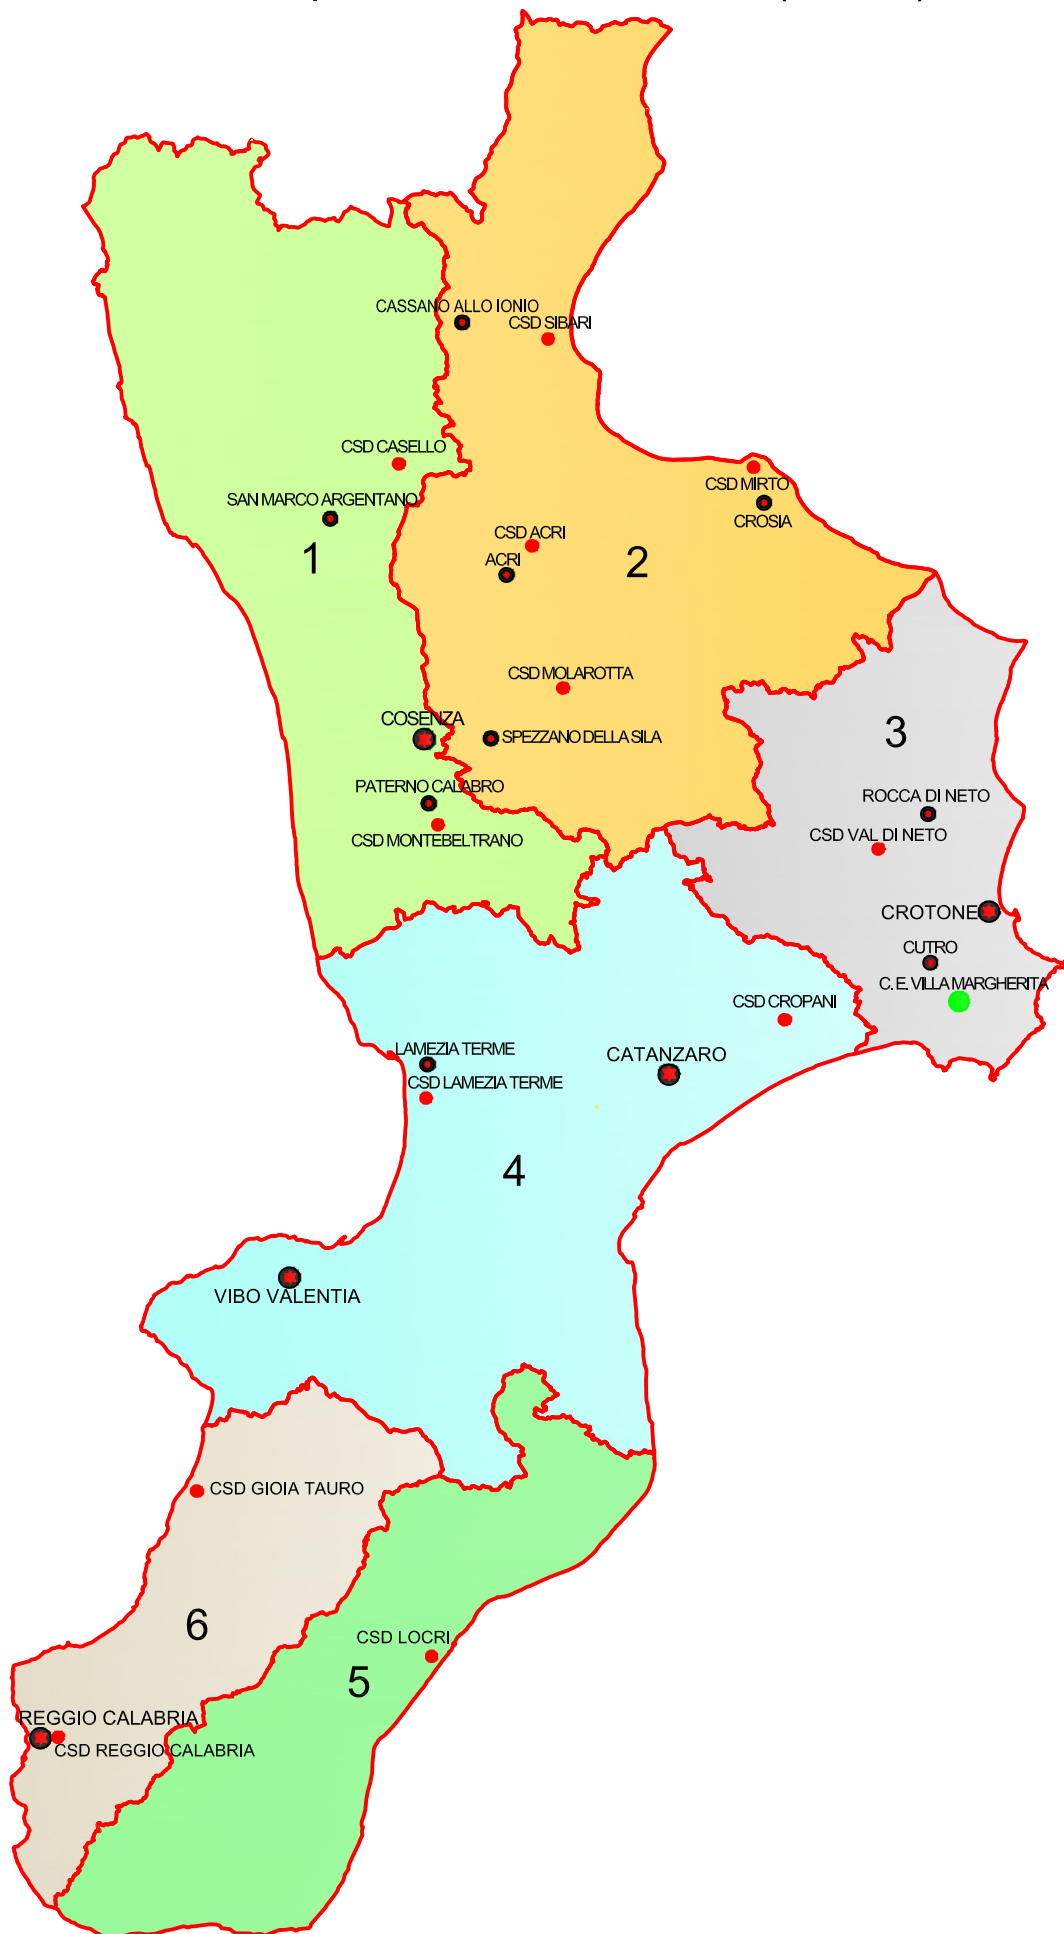 CASSANO ALLO IONIO
CSD SIBARI
CSD CASELLO
SAN MARCO ARGENTANO
1
CSD MIRTO
CROSIA
CSD ACRI
ACRI
2
CSD MOLAROTTA
COSENZA
SPEZZANO DELLA SILA
3
PATERNO CALABRO
CSD MONTEBELTRANO
ROCCA DI NETO
CSD VAL DI NETO
CROTONE
CUTRO
C. E. VILLA MARGHERITA
CSD CROPANI
LAMEZIA TERME
CSD LAMEZIA TERME
CATANZARO
4
VIBO VALENTIA
CSD GIOIA TAURO
6
CSD LOCRI
5
REGGIO CALABRIA
CSD REGGIO CALABRIA